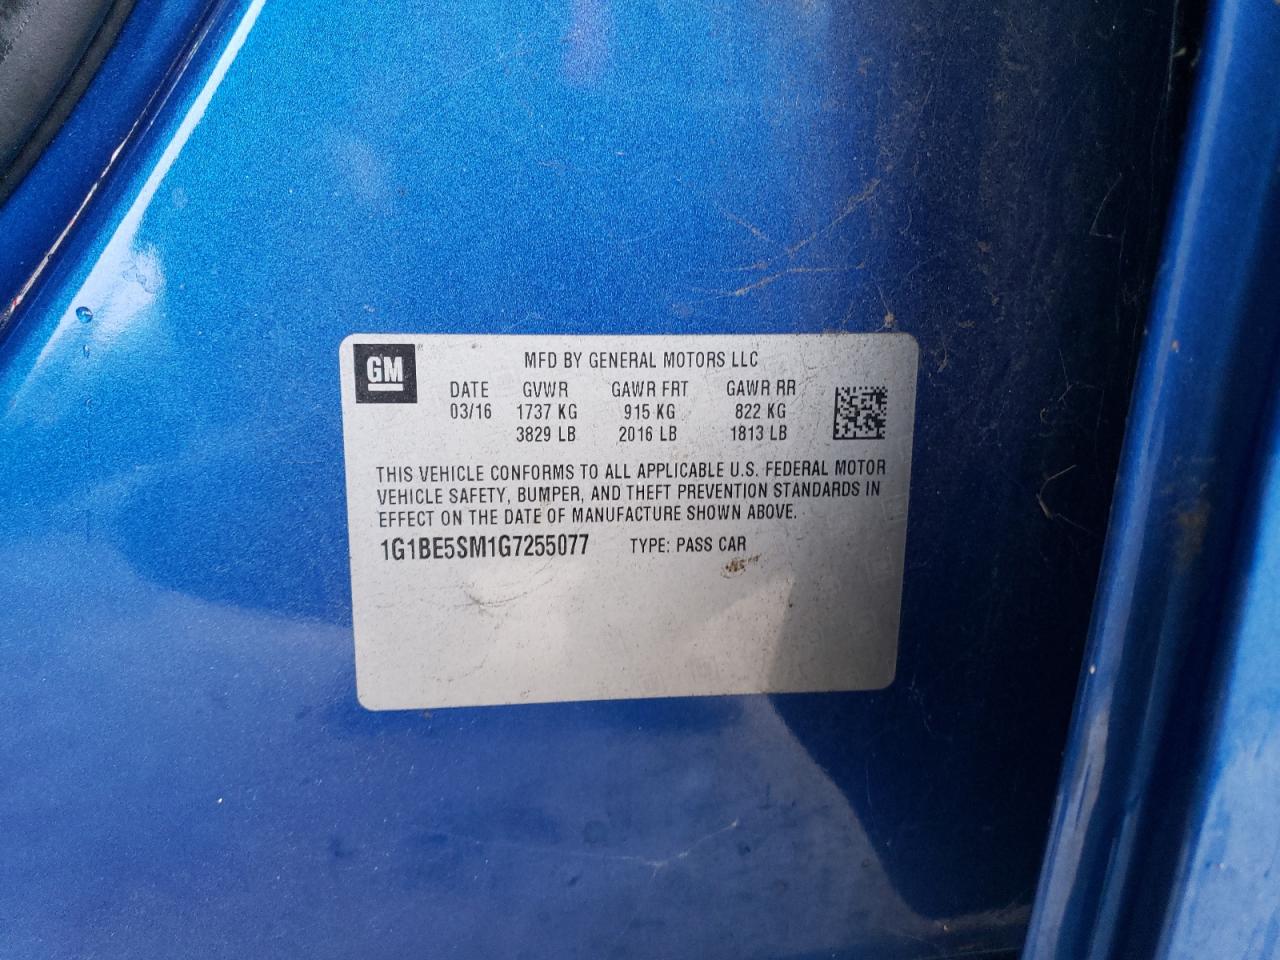 GM
MFD BY GENERAL MOTORS LLC
DATE GVWR GAWR FRT GAWR RR
03/16 1737 KG 915 KG 822 KG
3829 LB 2016 LB 1813 LB
THIS VEHICLE CONFORMS TO ALL APPLICABLE U.S. FEDERAL MOTOR
VEHICLE SAFETY, BUMPER, AND THEFT PREVENTION STANDARDS IN
EFFECT ON THE DATE OF MANUFACTURE SHOWN ABOVE.
1G1BE5SM1G7255077 TYPE: PASS CAR